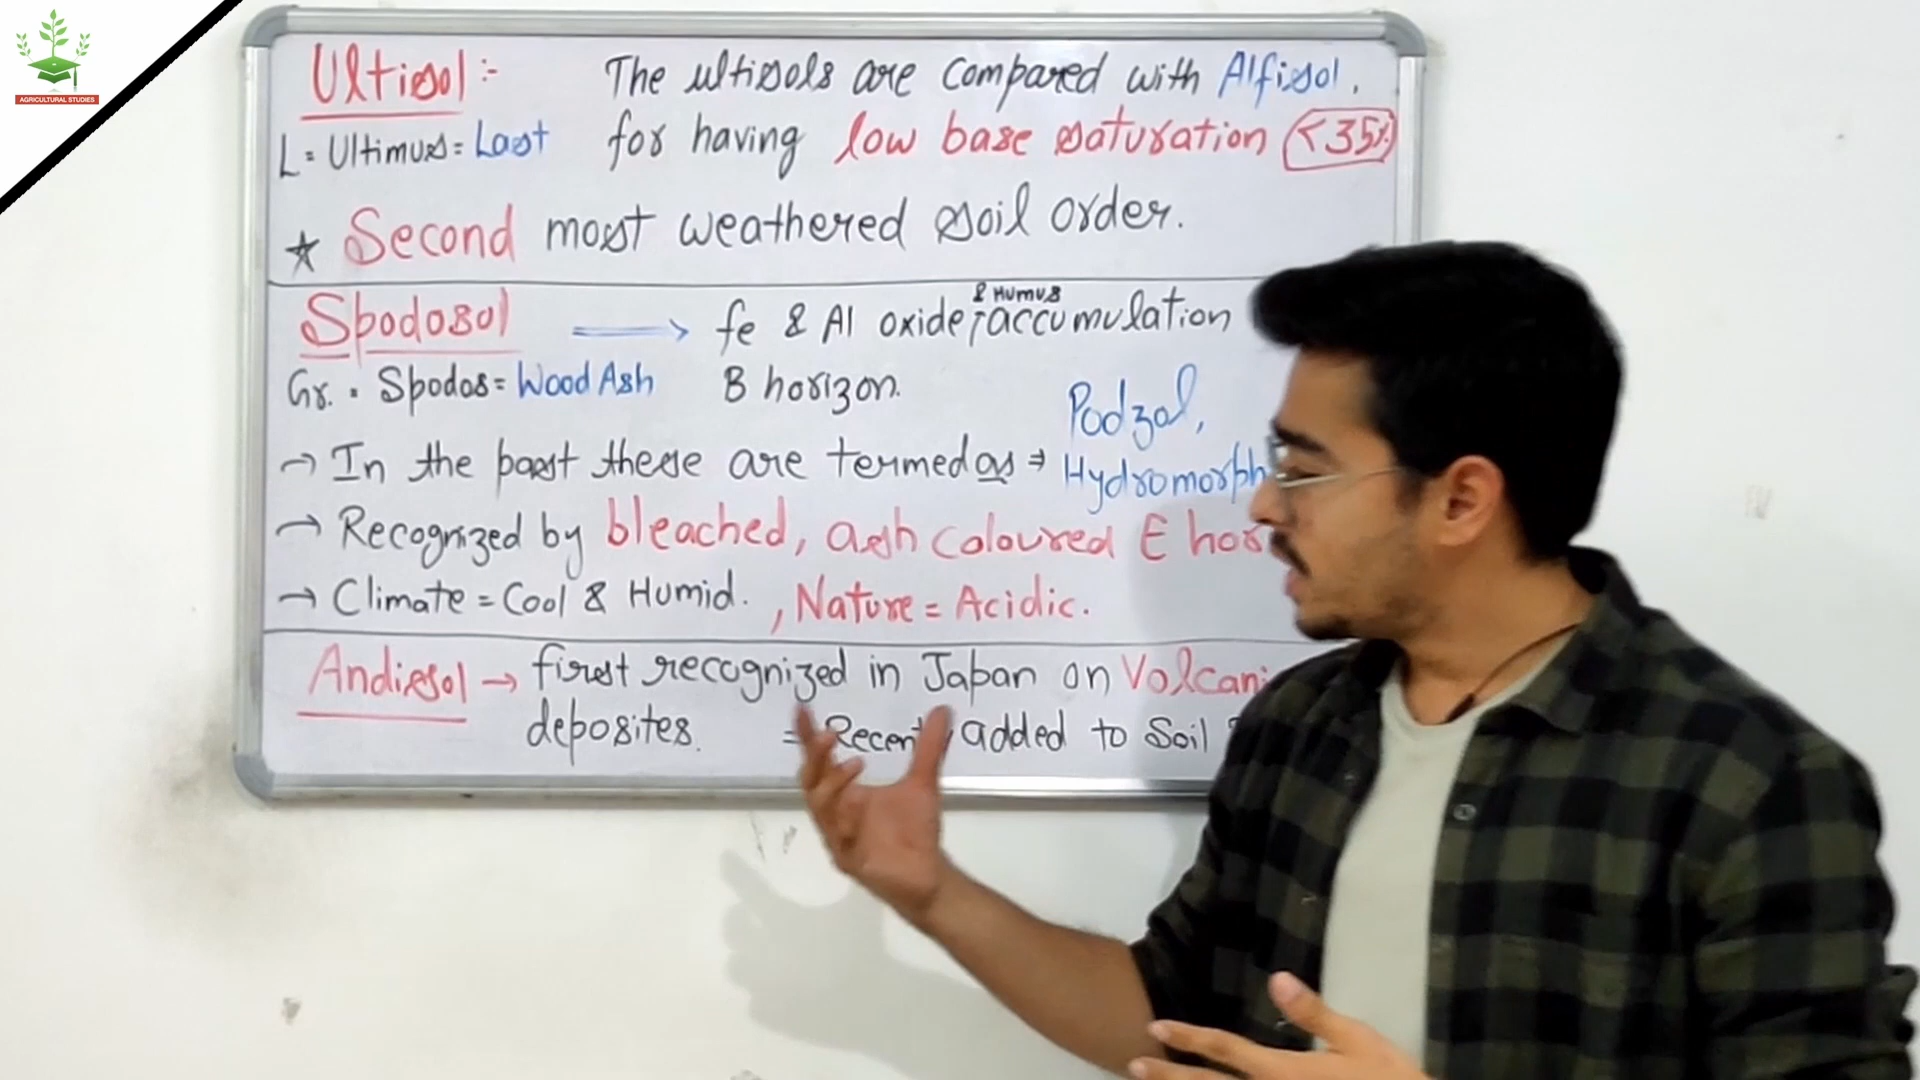 AGRICULTURAL STUDIES
Ultisol :- The ultisols are compared with Alfisol.
L = Ultimus = Last for having low base saturation (<35%)
★ Second most weathered soil order.
Spodosol → fe & Al oxide & Humus accumulation
Gr. = Spodos = Wood Ash B horizon.
→ In the past these are termed as ⇒ Podzal,
Hydromorph
→ Recognized by bleached, ash coloured E hor
→ Climate = Cool & Humid. , Nature = Acidic.
Andisol → first recognized in Japan on Volcani
deposites. = added to Soil